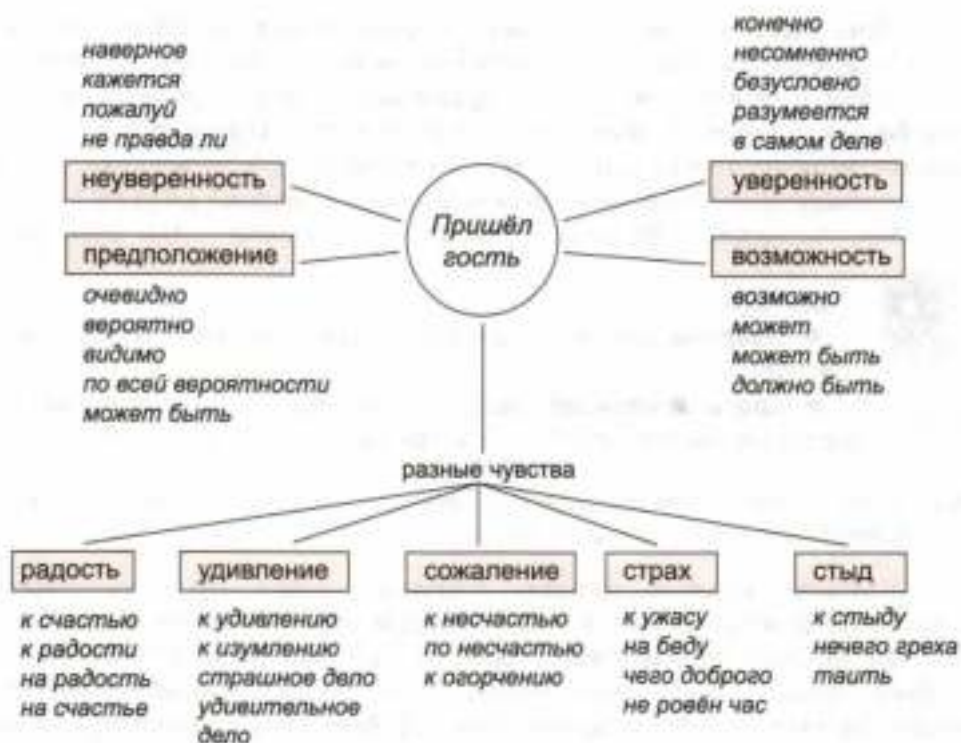 наверное
кажется
пожалуй
не правда ли
неуверенность
конечно
несомненно
безусловно
разумеется
в самом деле
уверенность
Пришёл
гость
предположение
очевидно
вероятно
видимо
по всей вероятности
может быть
возможность
возможно
может
может быть
должно быть
разные чувства
радость
к счастью
к радости
на радость
на счастье
удивление
к удивлению
к изумлению
страшное дело
удивительное
дело
сожаление
к несчастью
по несчастью
к огорчению
страх
к ужасу
на беду
чего доброго
не ровён час
стыд
к стыду
нечего греха
таить